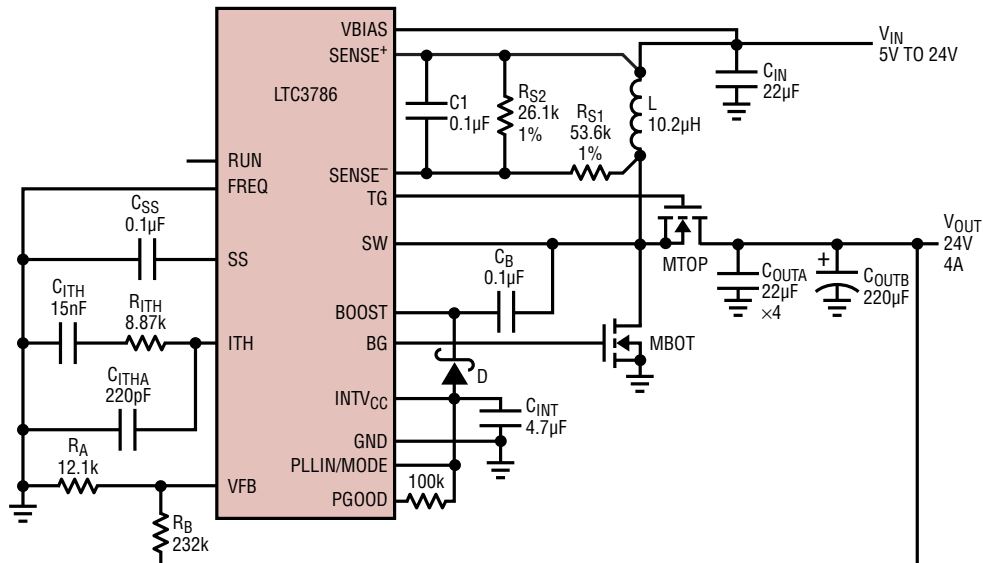 VBIAS
SENSE+
LTC3786
RUN
FREQ
SENSE–
TG
SW
SS
BOOST
ITH
BG
INTVCC
GND
PLLIN/MODE
PGOOD
VFB
C1
0.1µF
RS2
26.1k
1%
RS1
53.6k
1%
L
10.2µH
VIN
5V TO 24V
CIN
22µF
CSS
0.1µF
CITH
15nF
RITH
8.87k
CITHA
220pF
RA
12.1k
RB
232k
CB
0.1µF
D
CINT
4.7µF
100k
MTOP
MBOT
VOUT
24V
4A
COUTA
22µF
×4
+
COUTB
220µF